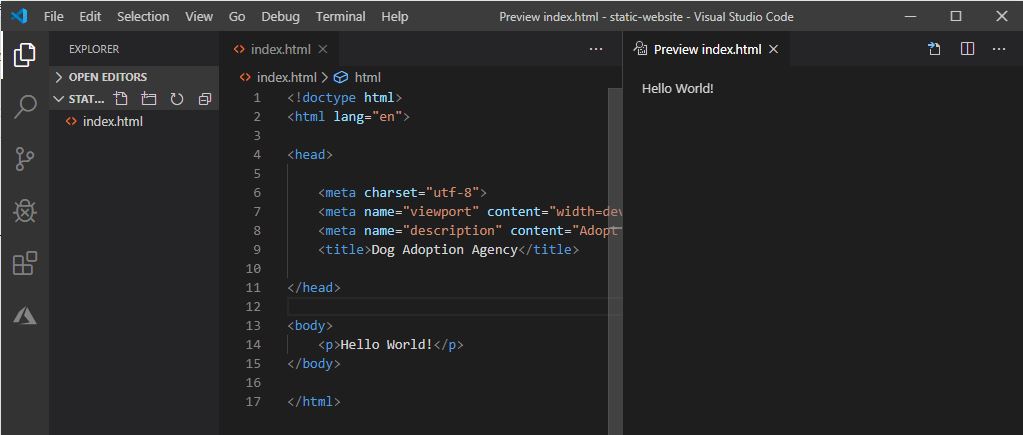 File Edit Selection View Go Debug Terminal Help Preview index.html - static-website - Visual Studio Code
EXPLORER
OPEN EDITORS
STAT...
index.html
index.html
index.html > html
1 <!doctype html>
2 <html lang="en">
3
4 <head>
5
6 <meta charset="utf-8">
7 <meta name="viewport" content="width=dev
8 <meta name="description" content="Adopt
9 <title>Dog Adoption Agency</title>
10
11 </head>
12
13 <body>
14 <p>Hello World!</p>
15 </body>
16
17 </html>
Preview index.html
Hello World!